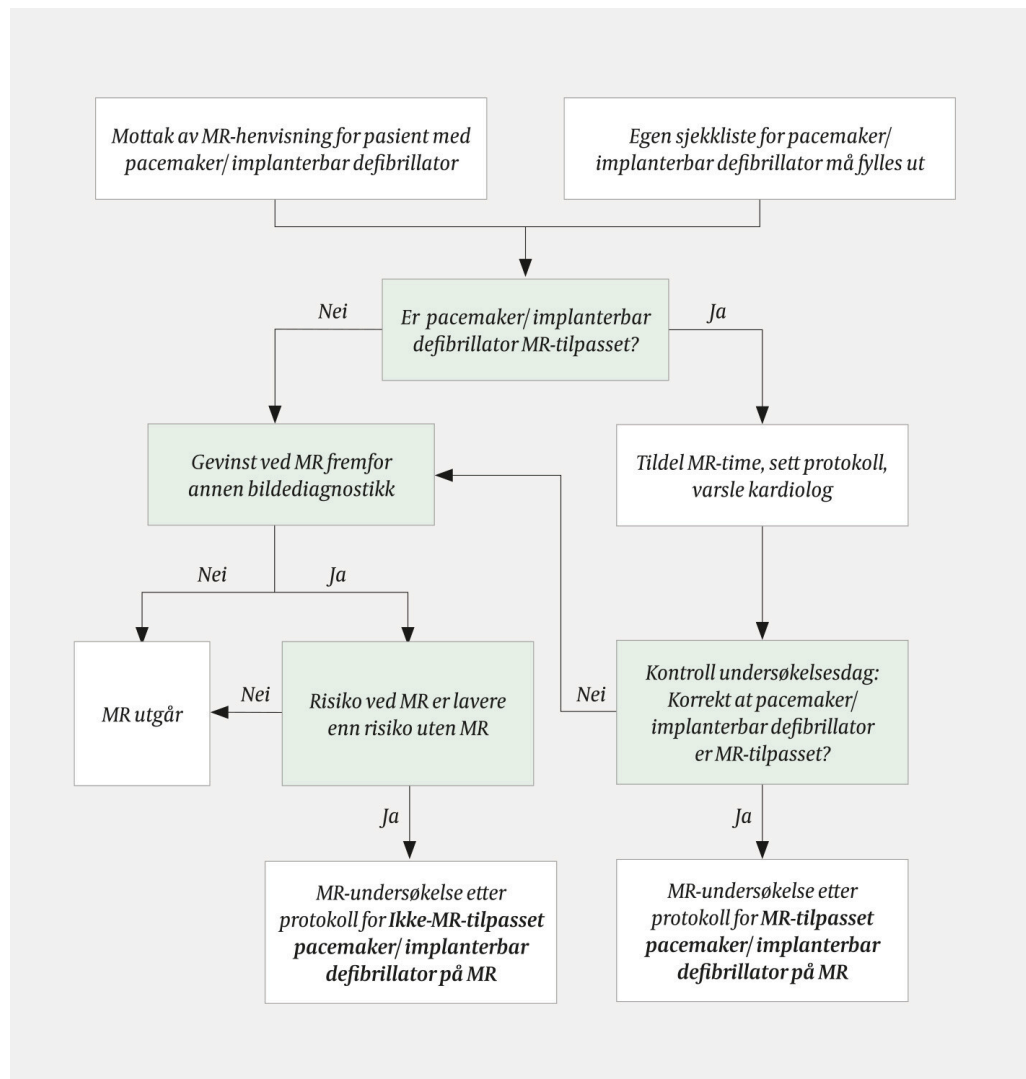 Mottak av MR-henvisning for pasient med
pacemaker/ implanterbar defibrillator
Egen sjekkliste for pacemaker/
implanterbar defibrillator må fylles ut
Nei
Er pacemaker/ implanterbar
defibrillator MR-tilpasset?
Ja
Gevinst ved MR fremfor
annen bildediagnostikk
Tildel MR-time, sett protokoll,
varsle kardiolog
Nei
Ja
MR utgår
Nei
Risiko ved MR er lavere
enn risiko uten MR
Nei
Kontroll undersøkelsesdag:
Korrekt at pacemaker/
implanterbar defibrillator
er MR-tilpasset?
Ja
Ja
MR-undersøkelse etter
protokoll for Ikke-MR-tilpasset
pacemaker/ implanterbar
defibrillator på MR
MR-undersøkelse etter
protokoll for MR-tilpasset
pacemaker/ implanterbar
defibrillator på MR